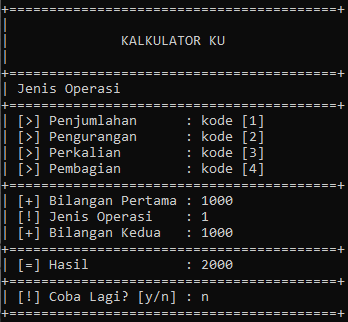 +=========================================+
|
|             KALKULATOR KU
|
+=========================================+
| Jenis Operasi
+=========================================+
| [>] Penjumlahan      : kode [1]
| [>] Pengurangan      : kode [2]
| [>] Perkalian        : kode [3]
| [>] Pembagian        : kode [4]
+=========================================+
| [+] Bilangan Pertama : 1000
| [!] Jenis Operasi    : 1
| [+] Bilangan Kedua   : 1000
+=========================================+
| [=] Hasil            : 2000
+=========================================+
| [!] Coba Lagi? [y/n] : n
+=========================================+